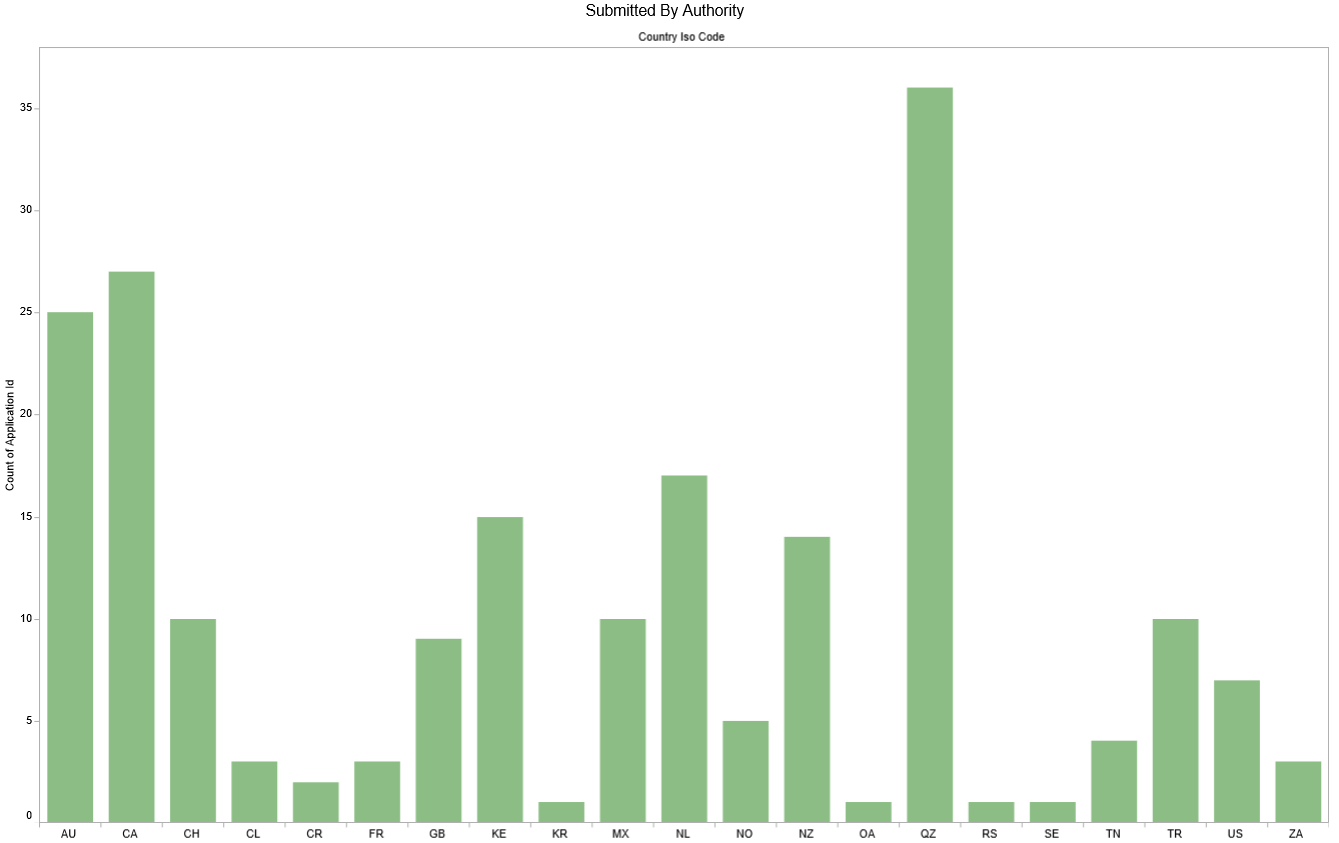 Submitted By Authority
Country Iso Code
Count of Application Id
35
30
25
20
15
10
5
0
AU CA CH CL CR FR GB KE KR MX NL NO NZ OA QZ RS SE TN TR US ZA